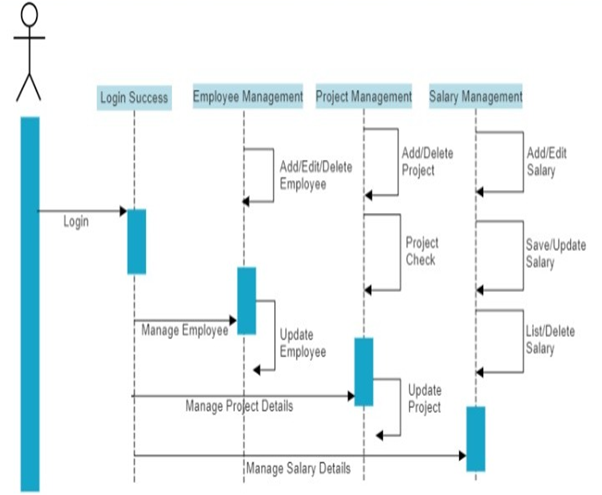 Login Success
Employee Management
Project Management
Salary Management
Add/Edit/Delete
Employee
Add/Delete
Project
Add/Edit
Salary
Login
Project
Check
Save/Update
Salary
Manage Employee
Update
Employee
List/Delete
Salary
Manage Project Details
Update
Project
Manage Salary Details